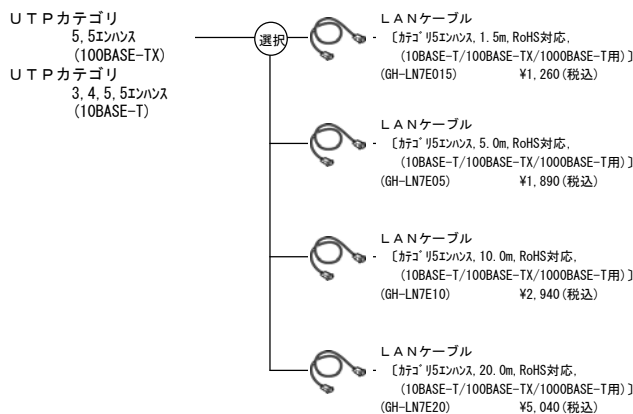 ＵＴＰカテゴリ
5,5ｴﾝﾊﾝｽ
(100BASE-TX)
ＵＴＰカテゴリ
3,4,5,5ｴﾝﾊﾝｽ
(10BASE-T)
選択
ＬＡＮケーブル
- 〔ｶﾃｺﾞﾘ5ｴﾝﾊﾝｽ,1.5m,RoHS対応,
(10BASE-T/100BASE-TX/1000BASE-T用)〕
(GH-LN7E015) ¥1,260(税込)
ＬＡＮケーブル
- 〔ｶﾃｺﾞﾘ5ｴﾝﾊﾝｽ,5.0m,RoHS対応,
(10BASE-T/100BASE-TX/1000BASE-T用)〕
(GH-LN7E05) ¥1,890(税込)
ＬＡＮケーブル
- 〔ｶﾃｺﾞﾘ5ｴﾝﾊﾝｽ,10.0m,RoHS対応,
(10BASE-T/100BASE-TX/1000BASE-T用)〕
(GH-LN7E10) ¥2,940(税込)
ＬＡＮケーブル
- 〔ｶﾃｺﾞﾘ5ｴﾝﾊﾝｽ,20.0m,RoHS対応,
(10BASE-T/100BASE-TX/1000BASE-T用)〕
(GH-LN7E20) ¥5,040(税込)